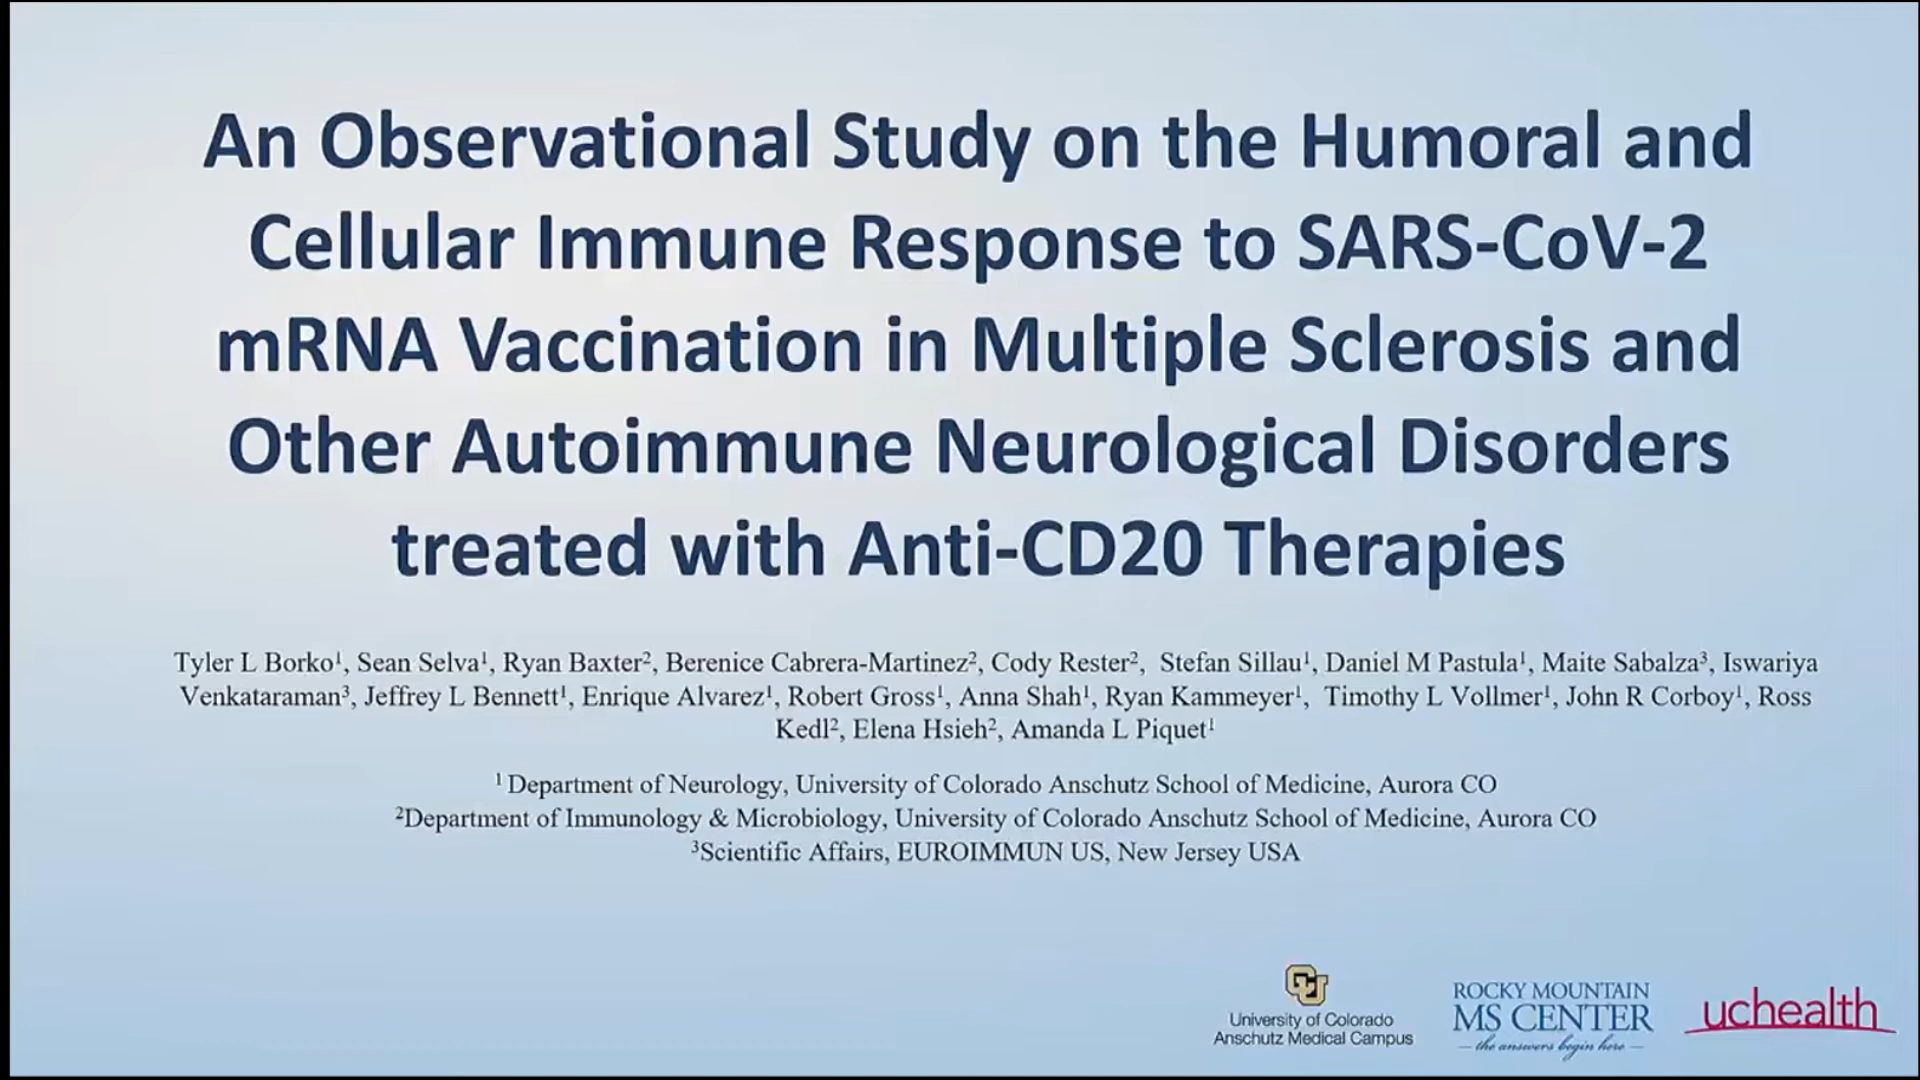 An Observational Study on the Humoral and
Cellular Immune Response to SARS-CoV-2
mRNA Vaccination in Multiple Sclerosis and
Other Autoimmune Neurological Disorders
treated with Anti-CD20 Therapies
Tyler L Borko¹, Sean Selva¹, Ryan Baxter², Berenice Cabrera-Martinez², Cody Rester², Stefan Sillau¹, Daniel M Pastula¹, Maite Sabalza³, Iswariya
Venkataraman³, Jeffrey L Bennett¹, Enrique Alvarez¹, Robert Gross¹, Anna Shah¹, Ryan Kammeyer¹, Timothy L Vollmer¹, John R Corboy¹, Ross
Kedl², Elena Hsieh², Amanda L Piquet¹
¹ Department of Neurology, University of Colorado Anschutz School of Medicine, Aurora CO
²Department of Immunology & Microbiology, University of Colorado Anschutz School of Medicine, Aurora CO
³Scientific Affairs, EUROIMMUN US, New Jersey USA
CU
University of Colorado
Anschutz Medical Campus
ROCKY MOUNTAIN
MS CENTER
— the answers begin here —
uchealth